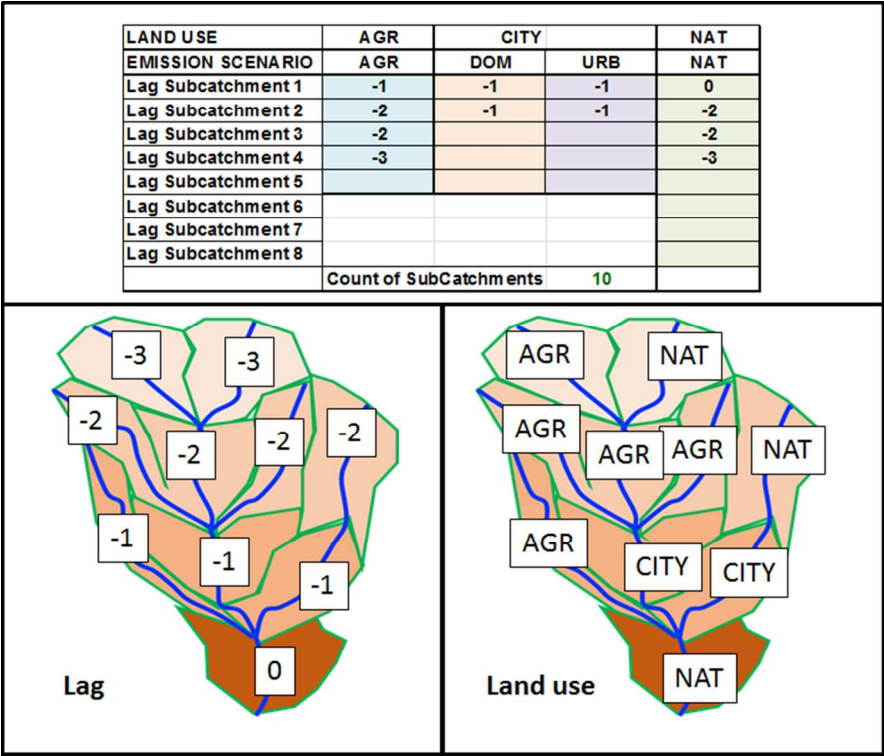 LAND USE AGR CITY NAT
EMISSION SCENARIO AGR DOM URB NAT
Lag Subcatchment 1 -1 -1 -1 0
Lag Subcatchment 2 -2 -1 -1 -2
Lag Subcatchment 3 -2 -2
Lag Subcatchment 4 -3 -3
Lag Subcatchment 5
Lag Subcatchment 6
Lag Subcatchment 7
Lag Subcatchment 8
Count of SubCatchments 10
-3 -3
-2 -2 -2 -2
-1 -1 -1
0
Lag
AGR NAT
AGR AGR AGR NAT
AGR CITY CITY
NAT
Land use